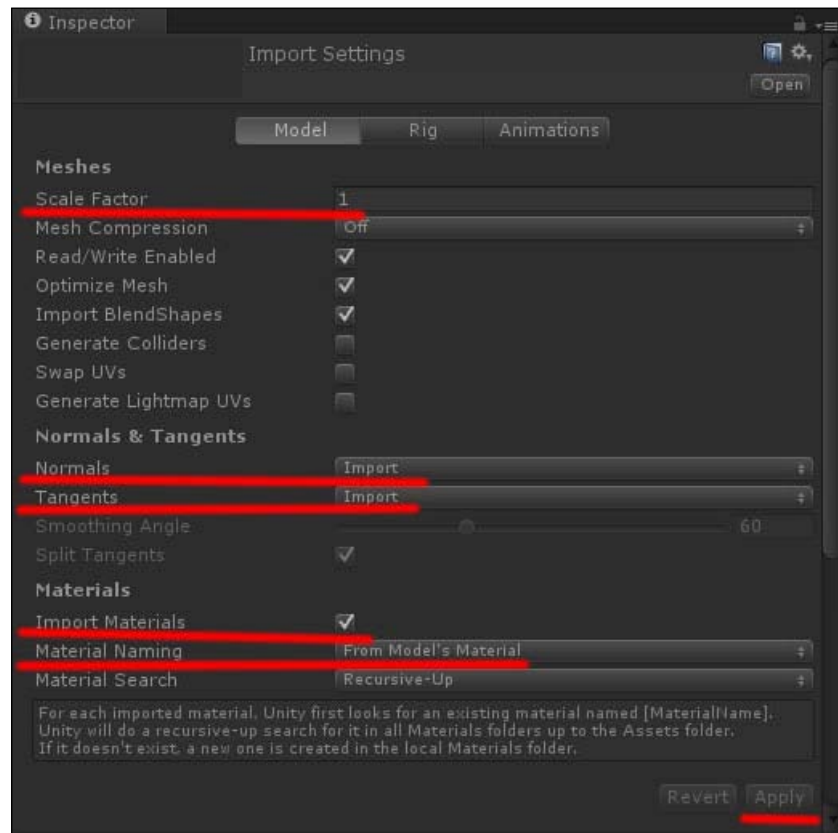 Inspector
Import Settings
Open
Model Rig Animations
Meshes
Scale Factor 1
Mesh Compression Off
Read/Write Enabled
Optimize Mesh
Import BlendShapes
Generate Colliders
Swap UVs
Generate Lightmap UVs
Normals & Tangents
Normals Import
Tangents Import
Smoothing Angle 60
Split Tangents
Materials
Import Materials
Material Naming From Model's Material
Material Search Recursive-Up
For each imported material, Unity first looks for an existing material named [MaterialName].
Unity will do a recursive-up search for it in all Materials folders up to the Assets folder.
If it doesn't exist, a new one is created in the local Materials folder.
Revert Apply